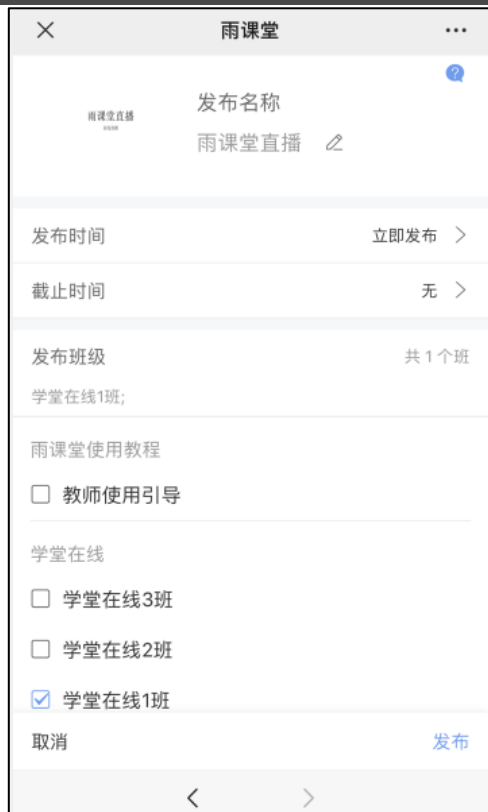 雨课堂
雨课堂直播
发布名称
雨课堂直播
发布时间 立即发布
截止时间 无
发布班级 共 1 个班
学堂在线1班;
雨课堂使用教程
教师使用引导
学堂在线
学堂在线3班
学堂在线2班
学堂在线1班
取消 发布